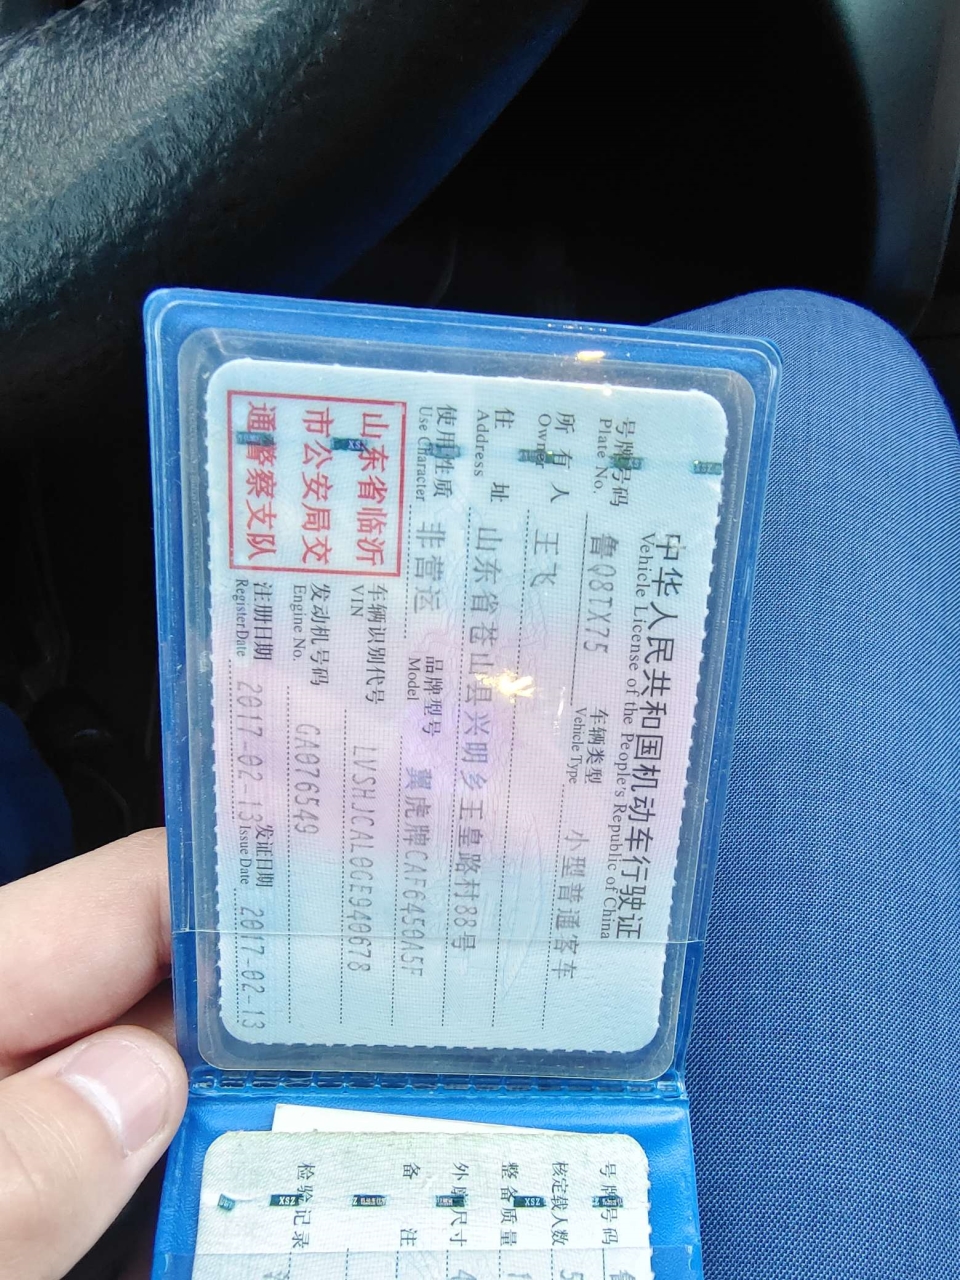 中华人民共和国机动车行驶证
Vehicle License of the People's Republic of China
号牌号码 鲁Q8TX75 车辆类型 小型普通客车
Plate No. Vehicle Type
所有人 王飞
Owner
住址 山东省苍山县兴明乡王皇路村88号
Address
使用性质 非营运 品牌型号 翼虎牌CAF6450A5F
Use Character Model
山东省临沂
市公安局交
通警察支队
车辆识别代号 LVSHJCAL0GE940678
VIN
发动机号码 GA076549
Engine No.
注册日期 2017-02-13 发证日期 2017-02-13
Register Date Issue Date
号牌号码
核定载人数 5
整备质量 1
外廓尺寸 4
备注
检验记录